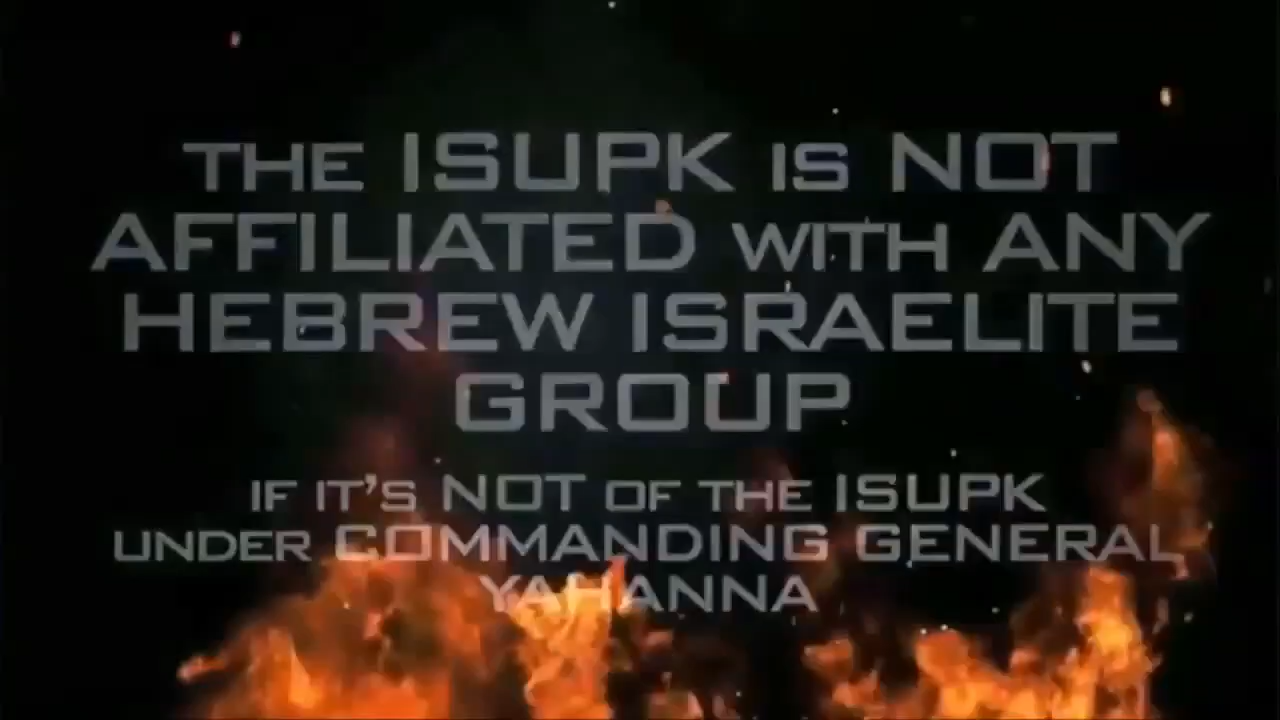 THE ISUPK IS NOT
AFFILIATED WITH ANY
HEBREW ISRAELITE
GROUP
IF IT'S NOT OF THE ISUPK
UNDER COMMANDING GENERAL
YAHANNA